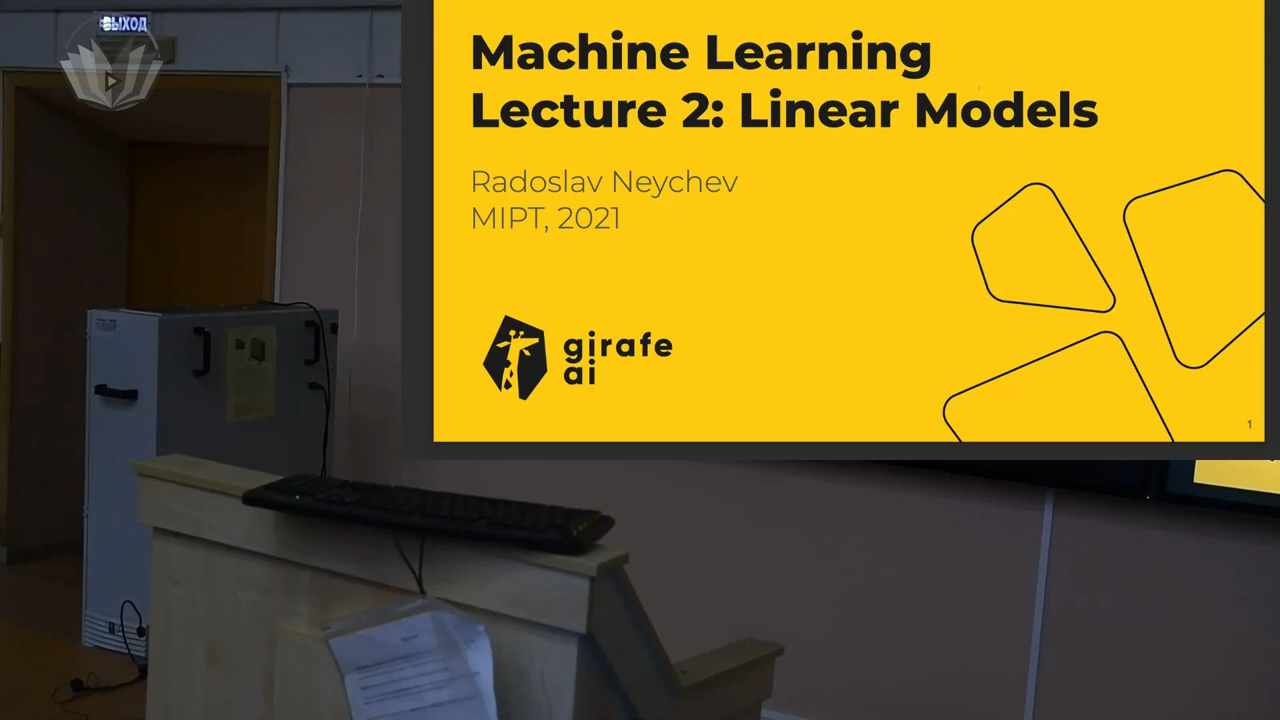 ВЫХОД
Machine Learning
Lecture 2: Linear Models
Radoslav Neychev
MIPT, 2021
girafe
ai
1